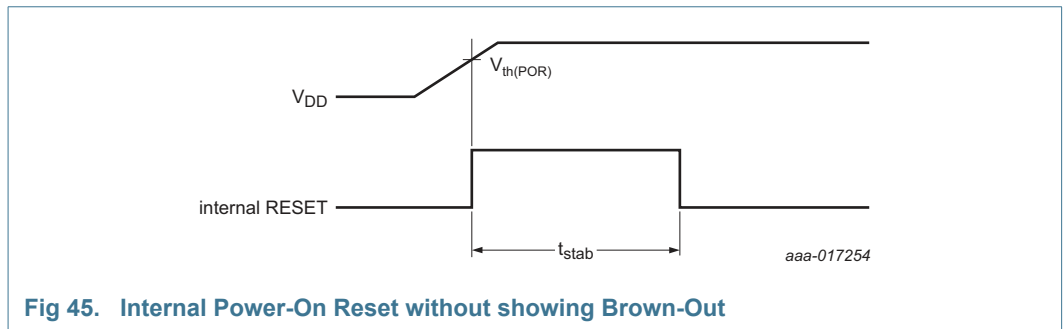 V_th(POR)
V_DD
internal RESET
t_stab
aaa-017254
Fig 45. Internal Power-On Reset without showing Brown-Out